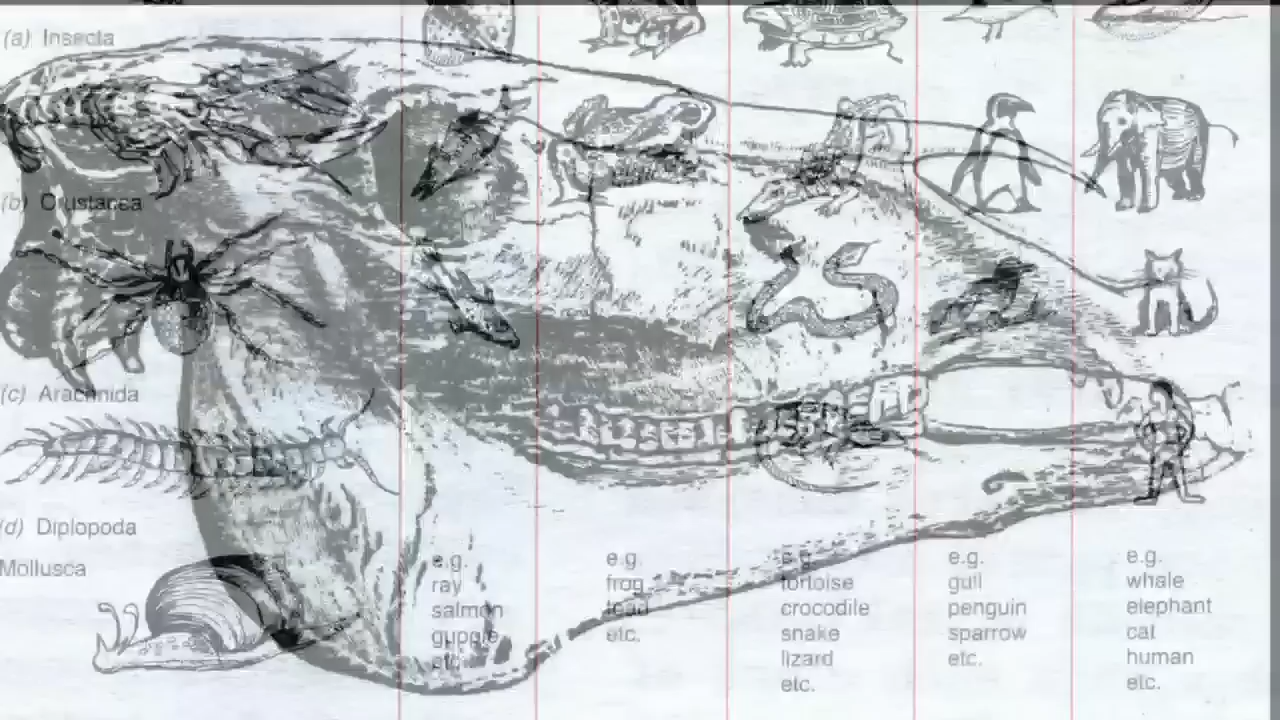 (a) Insecta
(b) Crustacea
(c) Arachnida
(d) Diplopoda
Mollusca
e.g.
ray
salmon
guppie
etc.
e.g.
frog
toad
etc.
e.g.
tortoise
crocodile
snake
lizard
etc.
e.g.
gull
penguin
sparrow
etc.
e.g.
whale
elephant
cat
human
etc.